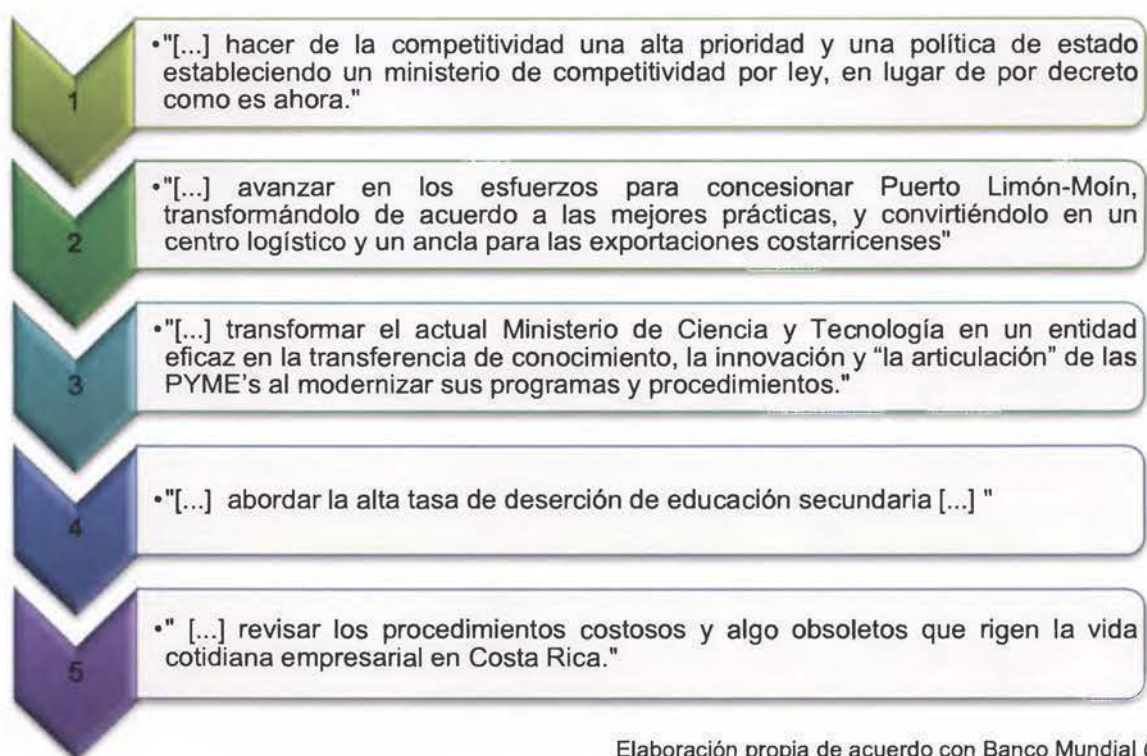 1
•"[...] hacer de la competitividad una alta prioridad y una política de estado
estableciendo un ministerio de competitividad por ley, en lugar de por decreto
como es ahora."
2
•"[...] avanzar en los esfuerzos para concesionar Puerto Limón-Moín,
transformándolo de acuerdo a las mejores prácticas, y convirtiéndolo en un
centro logístico y un ancla para las exportaciones costarricenses"
3
•"[...] transformar el actual Ministerio de Ciencia y Tecnología en un entidad
eficaz en la transferencia de conocimiento, la innovación y “la articulación” de las
PYME's al modernizar sus programas y procedimientos."
4
•"[...] abordar la alta tasa de deserción de educación secundaria [...] "
5
•" [...] revisar los procedimientos costosos y algo obsoletos que rigen la vida
cotidiana empresarial en Costa Rica."
Elaboración propia de acuerdo con Banco Mundial